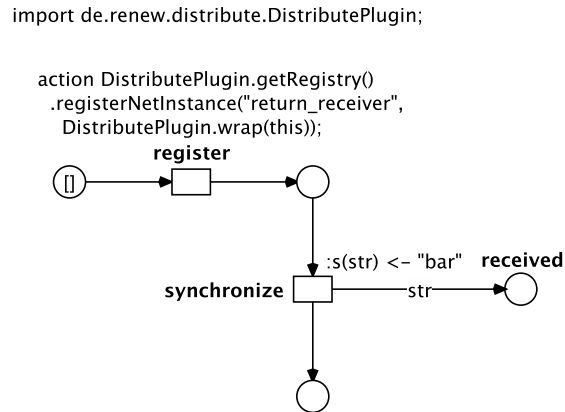 import de.renew.distribute.DistributePlugin;
action DistributePlugin.getRegistry()
.registerNetInstance("return_receiver",
DistributePlugin.wrap(this));
register
[]
:s(str) <- "bar"
received
synchronize
str